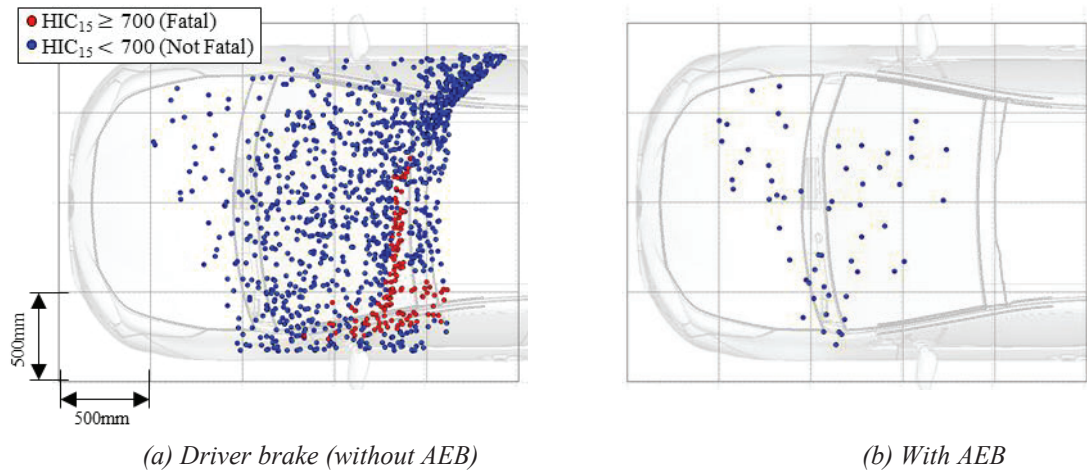 HIC₁₅ ≥ 700 (Fatal)
HIC₁₅ < 700 (Not Fatal)
500mm
500mm
(a) Driver brake (without AEB)
(b) With AEB